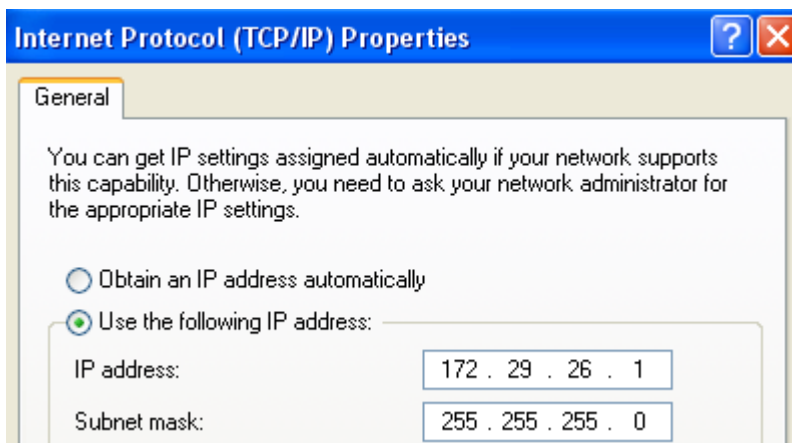 Internet Protocol (TCP/IP) Properties
?
General
You can get IP settings assigned automatically if your network supports
this capability. Otherwise, you need to ask your network administrator for
the appropriate IP settings.
Obtain an IP address automatically
Use the following IP address:
IP address: 172 . 29 . 26 . 1
Subnet mask: 255 . 255 . 255 . 0